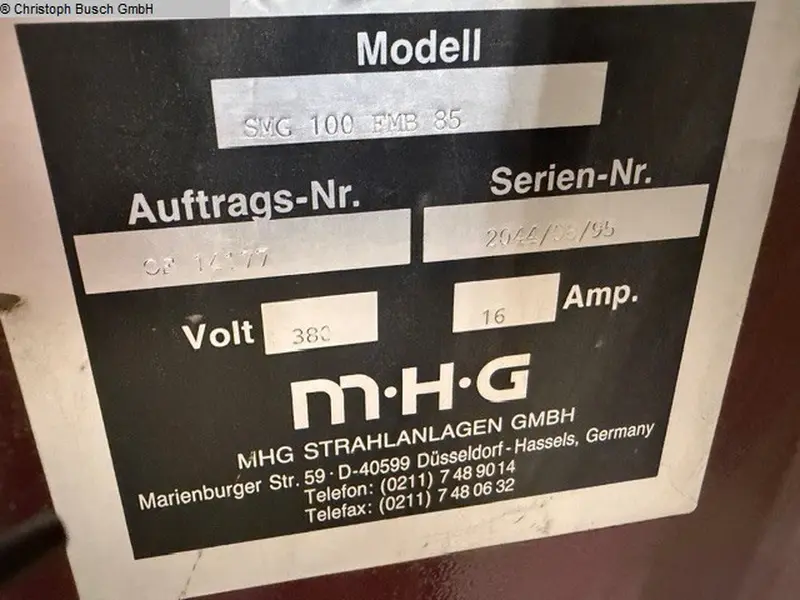 ® Christoph Busch GmbH
Modell
SMG 100 EMB 85
Auftrags-Nr.
Serien-Nr.
Volt 380
16 Amp.
m·H·G
MHG STRAHLANLAGEN GMBH
Marienburger Str. 59 · D-40599 Düsseldorf-Hassels, Germany
Telefon: (0211) 7 48 90 14
Telefax: (0211) 7 48 06 32